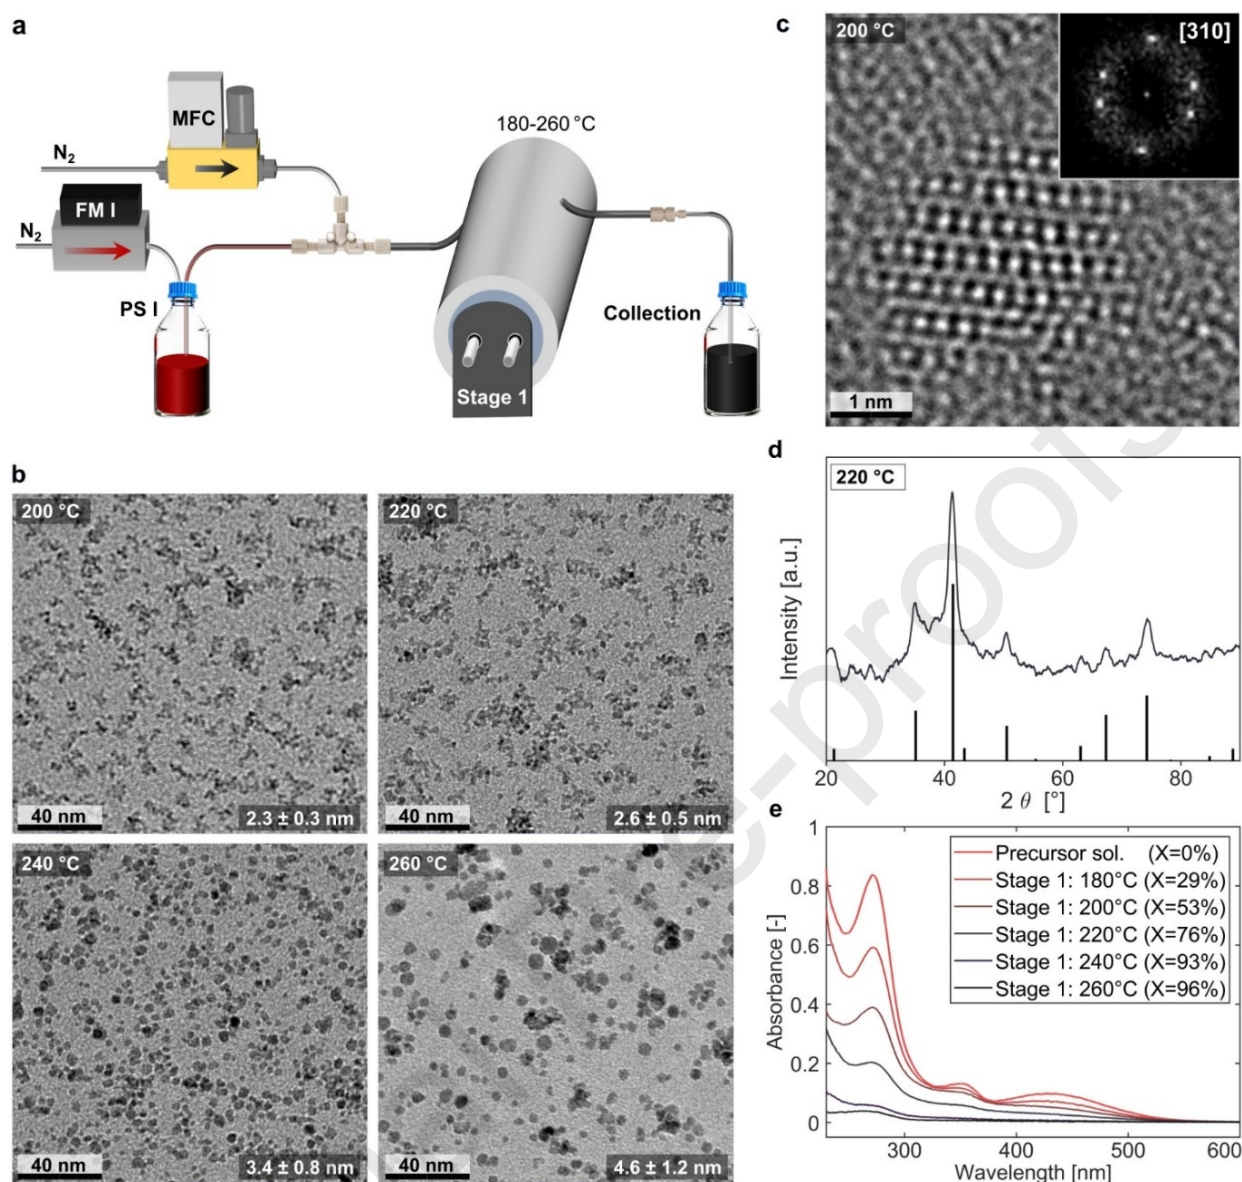 a
MFC
N₂
FM I
N₂
PS I
180-260 °C
Stage 1
Collection
b
200 °C
40 nm
2.3 ± 0.3 nm
220 °C
40 nm
2.6 ± 0.5 nm
240 °C
40 nm
3.4 ± 0.8 nm
260 °C
40 nm
4.6 ± 1.2 nm
c
200 °C
[310]
1 nm
d
220 °C
Intensity [a.u.]
20
40
60
80
2 θ [°]
e
1
0.8
0.6
0.4
0.2
0
Absorbance [-]
Precursor sol. (X=0%)
Stage 1: 180°C (X=29%)
Stage 1: 200°C (X=53%)
Stage 1: 220°C (X=76%)
Stage 1: 240°C (X=93%)
Stage 1: 260°C (X=96%)
300
400
500
600
Wavelength [nm]